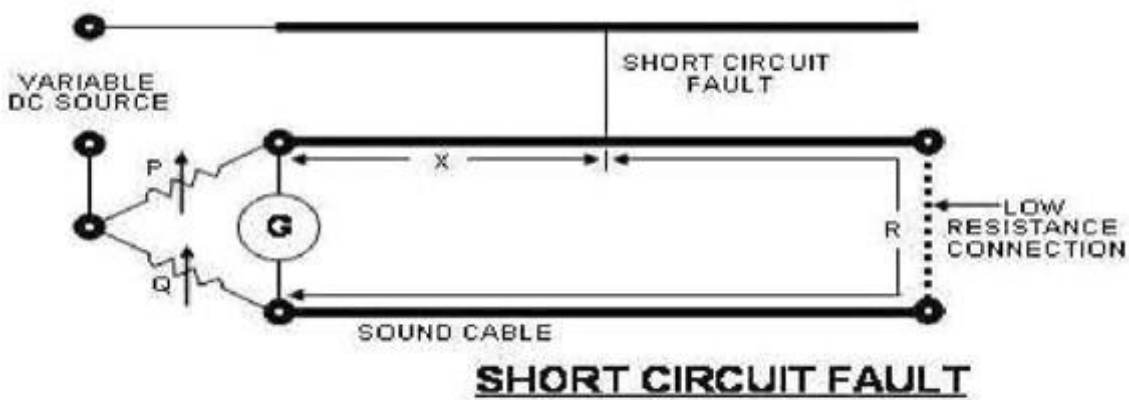 SHORT CIRCUIT
FAULT
VARIABLE
DC SOURCE
P
X
G
R
LOW
RESISTANCE
CONNECTION
Q
SOUND CABLE
SHORT CIRCUIT FAULT